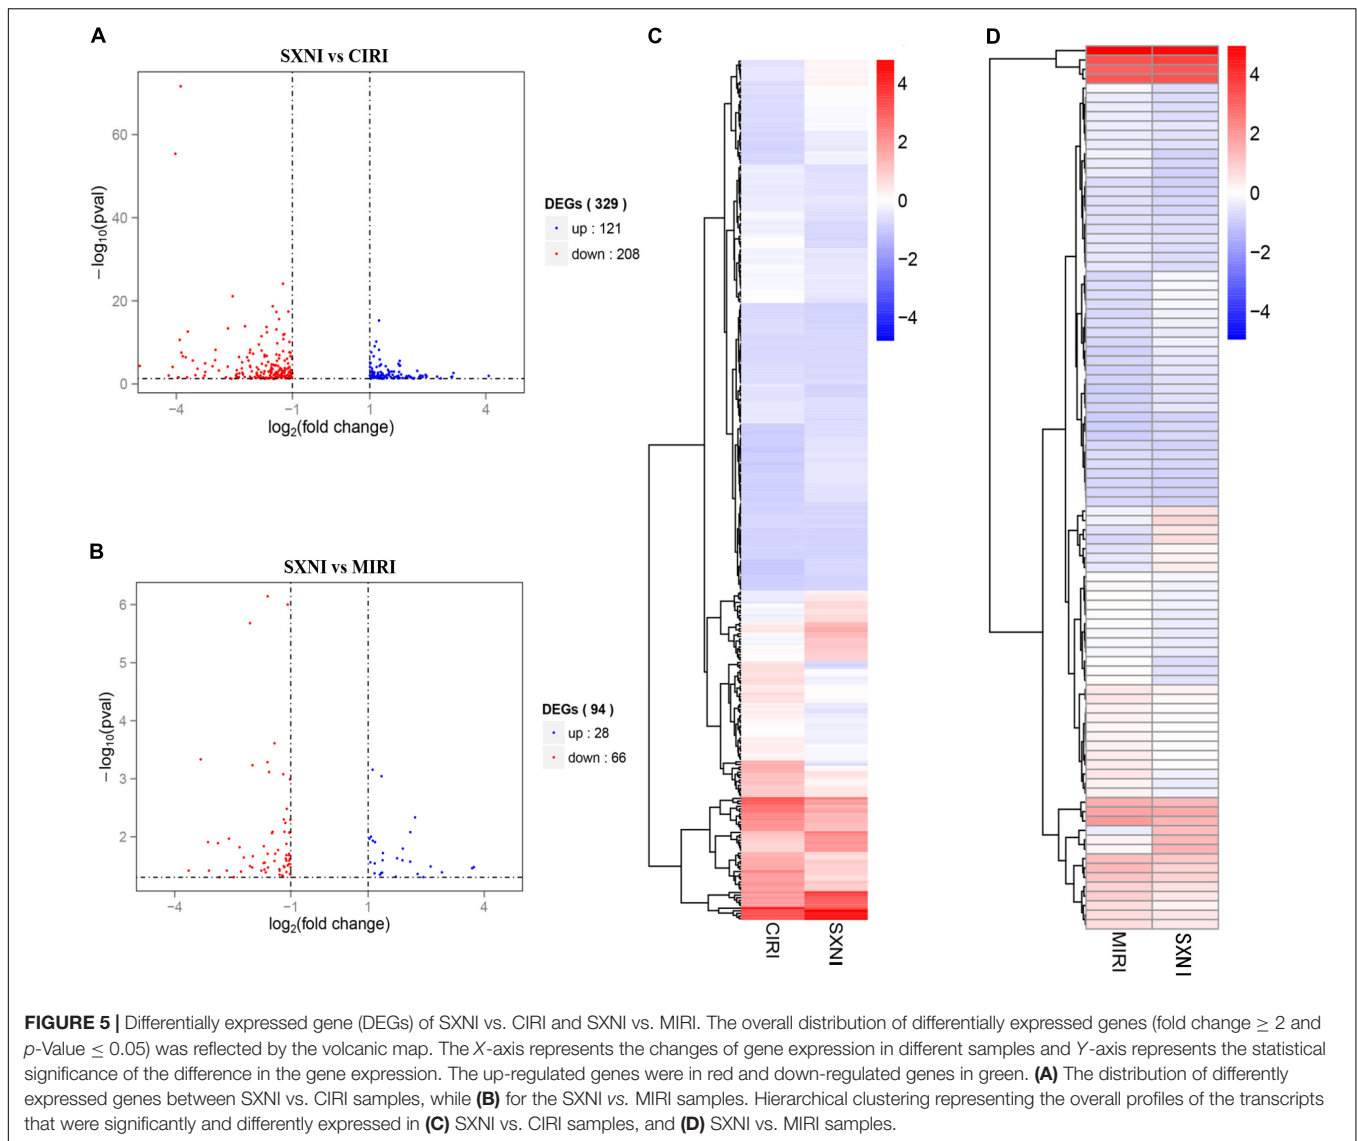 A
SXNI vs CIRI
−log10(pval)
60
40
20
0
−4
−1
1
4
log2(fold change)
DEGs ( 329 )
up : 121
down : 208
B
SXNI vs MIRI
−log10(pval)
6
5
4
3
2
−4
−1
1
4
log2(fold change)
DEGs ( 94 )
up : 28
down : 66
C
4
2
0
−2
−4
CIRI
SXNI
D
4
2
0
−2
−4
MIRI
SXNI
FIGURE 5 | Differentially expressed gene (DEGs) of SXNI vs. CIRI and SXNI vs. MIRI. The overall distribution of differentially expressed genes (fold change ≥ 2 and
p-Value ≤ 0.05) was reflected by the volcanic map. The X-axis represents the changes of gene expression in different samples and Y-axis represents the statistical
significance of the difference in the gene expression. The up-regulated genes were in red and down-regulated genes in green. (A) The distribution of differently
expressed genes between SXNI vs. CIRI samples, while (B) for the SXNI vs. MIRI samples. Hierarchical clustering representing the overall profiles of the transcripts
that were significantly and differently expressed in (C) SXNI vs. CIRI samples, and (D) SXNI vs. MIRI samples.